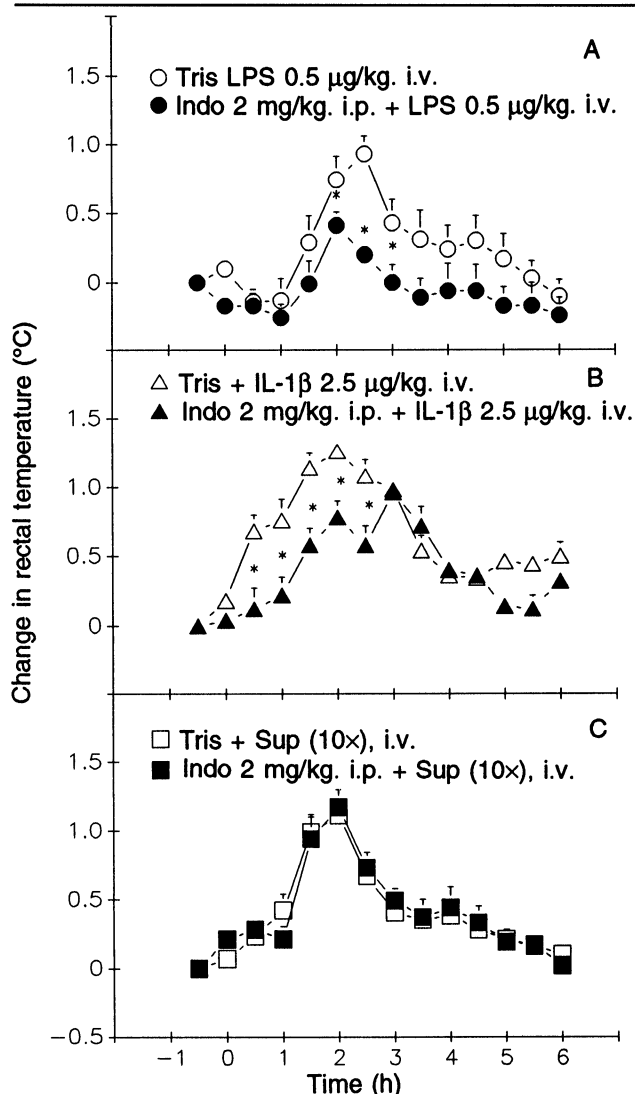 A
1.5
○ Tris LPS 0.5 μg/kg. i.v.
● Indo 2 mg/kg. i.p. + LPS 0.5 μg/kg. i.v.
1.0
0.5
0
B
1.5
△ Tris + IL-1β 2.5 μg/kg. i.v.
▲ Indo 2 mg/kg. i.p. + IL-1β 2.5 μg/kg. i.v.
1.0
0.5
0
C
1.5
□ Tris + Sup (10×), i.v.
■ Indo 2 mg/kg. i.p. + Sup (10×), i.v.
1.0
0.5
0
−0.5
Change in rectal temperature (°C)
−1 0 1 2 3 4 5 6
Time (h)